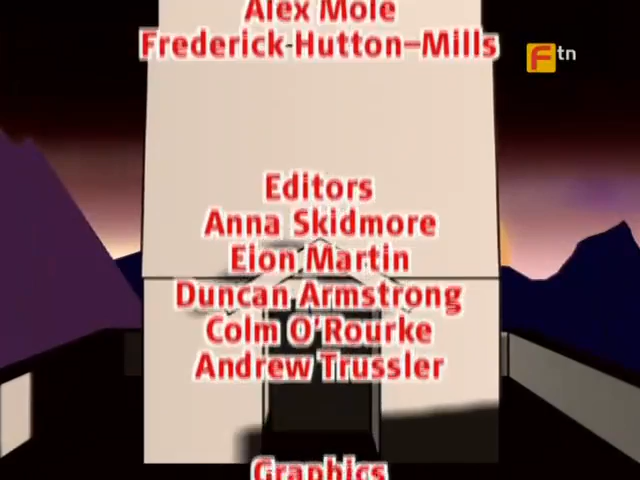 Alex Mole
Frederick Hutton–Mills
Ftn
Editors
Anna Skidmore
Eion Martin
Duncan Armstrong
Colm O'Rourke
Andrew Trussler
Graphics